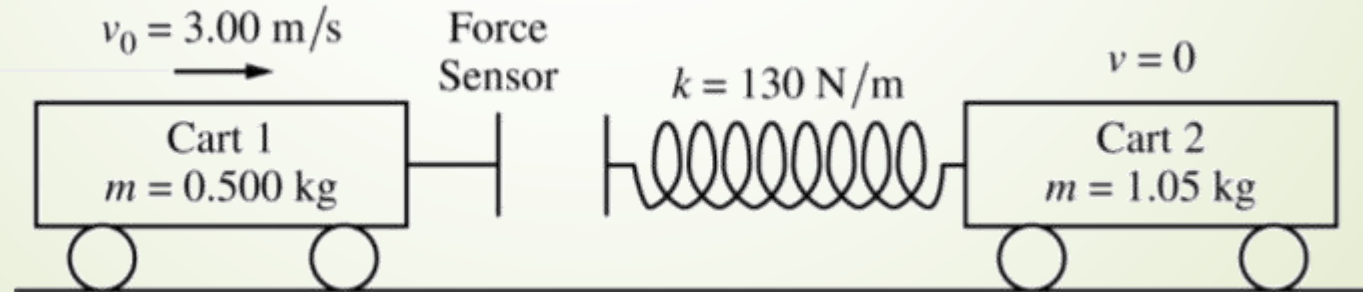 v₀ = 3.00 m/s
Force
Sensor
k = 130 N/m
v = 0
Cart 1
m = 0.500 kg
Cart 2
m = 1.05 kg